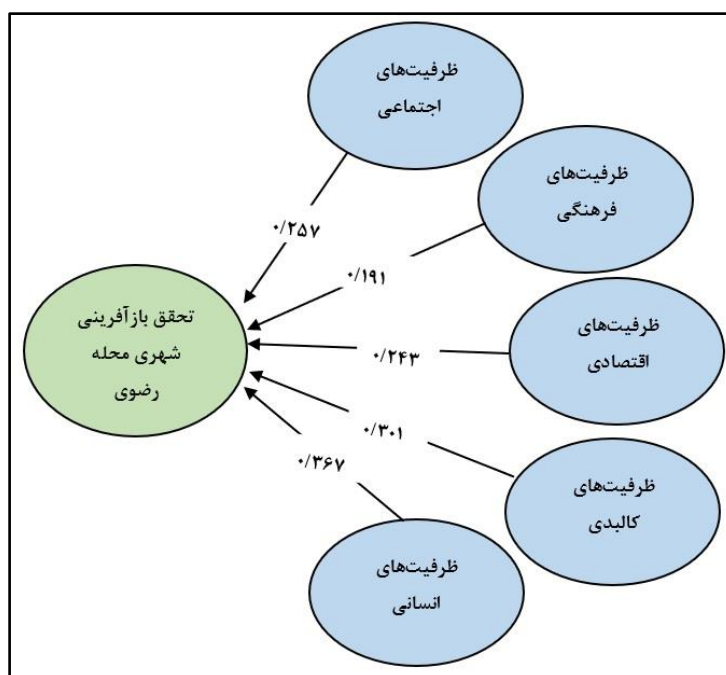 ظرفیت‌های
اجتماعی
ظرفیت‌های
فرهنگی
۰/۲۵۷
۰/۱۹۱
تحقق بازآفرینی
شهری محله
رضوی
ظرفیت‌های
اقتصادی
۰/۲۴۳
۰/۳۰۱
ظرفیت‌های
کالبدی
۰/۳۶۷
ظرفیت‌های
انسانی